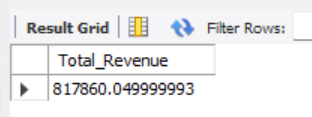 Result Grid Filter Rows:
Total_Revenue
817860.049999993